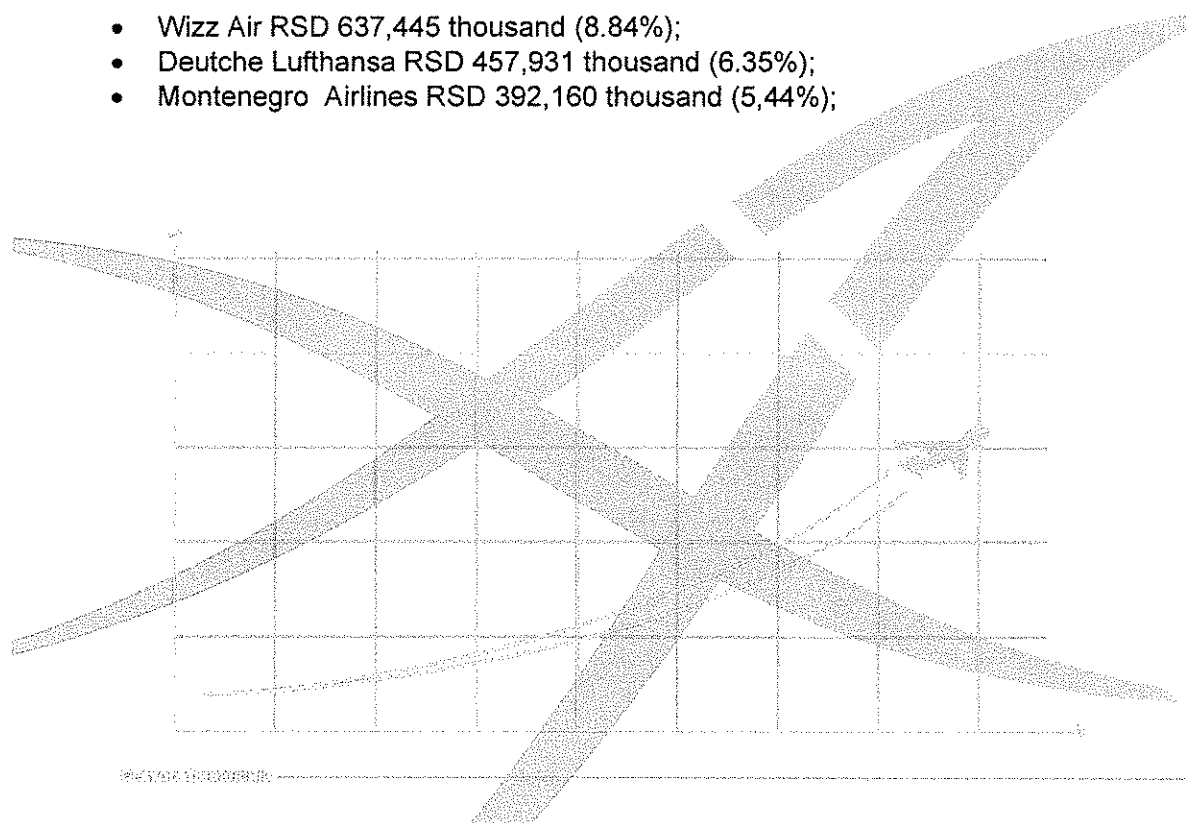 • Wizz Air RSD 637,445 thousand (8.84%);
• Deutche Lufthansa RSD 457,931 thousand (6.35%);
• Montenegro Airlines RSD 392,160 thousand (5,44%);